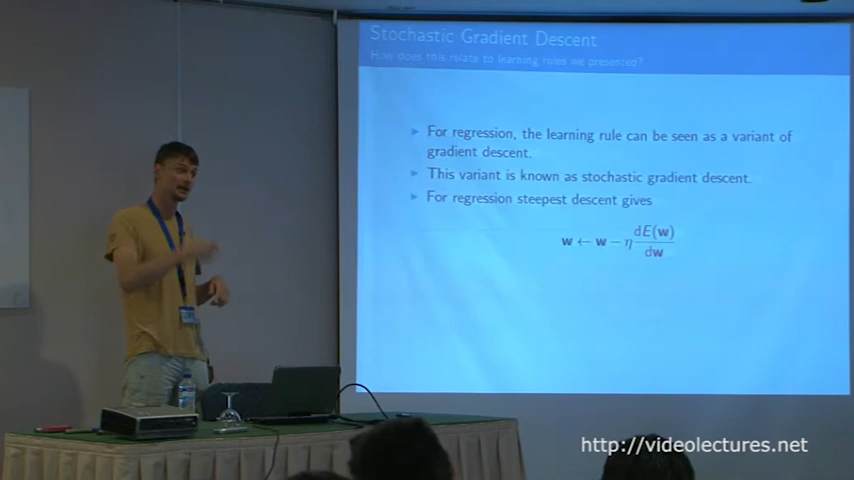 Stochastic Gradient Descent
How does this relate to learning rules we presented?
For regression, the learning rule can be seen as a variant of
gradient descent.
This variant is known as stochastic gradient descent.
For regression steepest descent gives
w ← w − η dE(w)/dw
http://videolectures.net